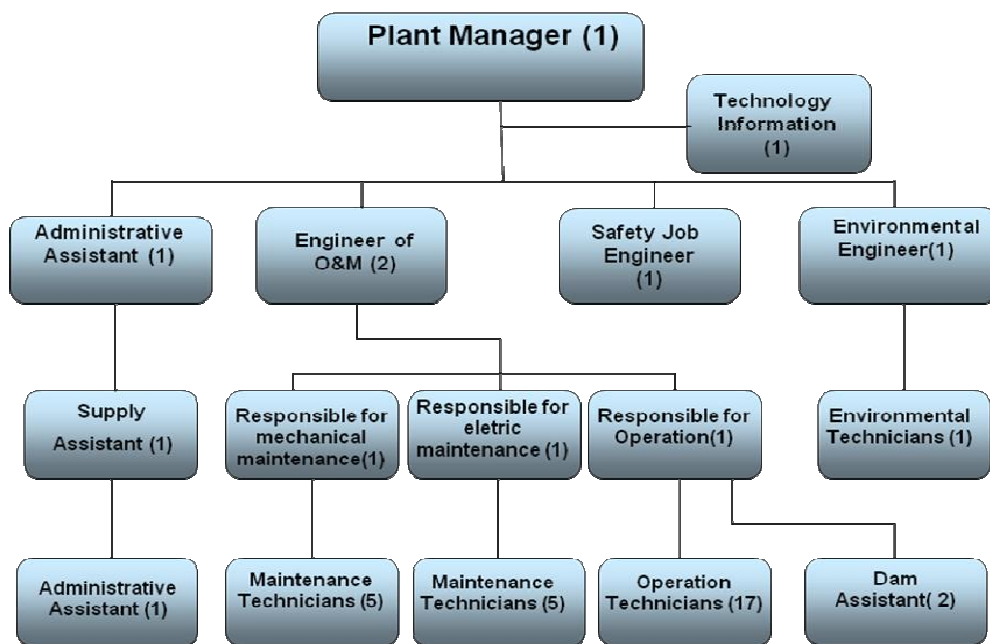 Plant Manager (1)
Technology
Information
(1)
Administrative
Assistant (1)
Engineer of
O&M (2)
Safety Job
Engineer
(1)
Environmental
Engineer(1)
Supply
Assistant (1)
Responsible for
mechanical
maintenance(1)
Responsible for
eletric
maintenance (1)
Responsible for
Operation(1)
Environmental
Technicians (1)
Administrative
Assistant (1)
Maintenance
Technicians (5)
Maintenance
Technicians (5)
Operation
Technicians (17)
Dam
Assistant( 2)